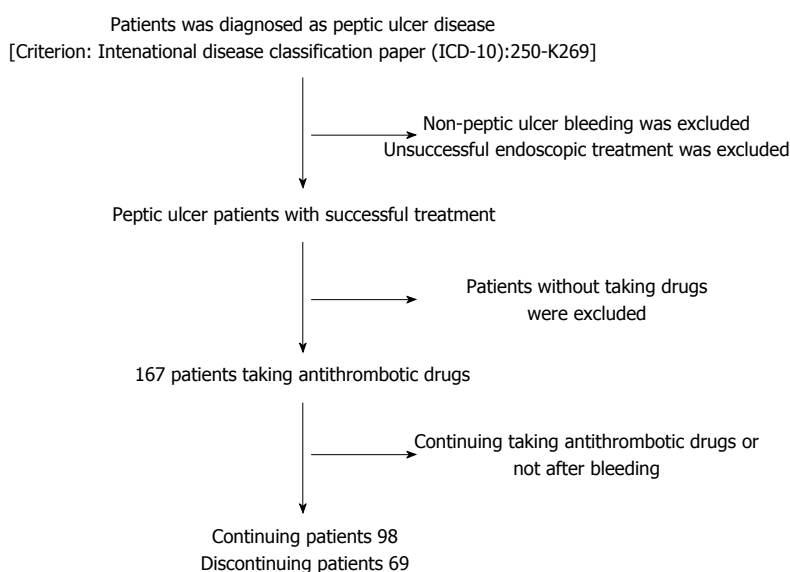 Patients was diagnosed as peptic ulcer disease
[Criterion: Intenational disease classification paper (ICD-10):250-K269]
Non-peptic ulcer bleeding was excluded
Unsuccessful endoscopic treatment was excluded
Peptic ulcer patients with successful treatment
Patients without taking drugs
were excluded
167 patients taking antithrombotic drugs
Continuing taking antithrombotic drugs or
not after bleeding
Continuing patients 98
Discontinuing patients 69